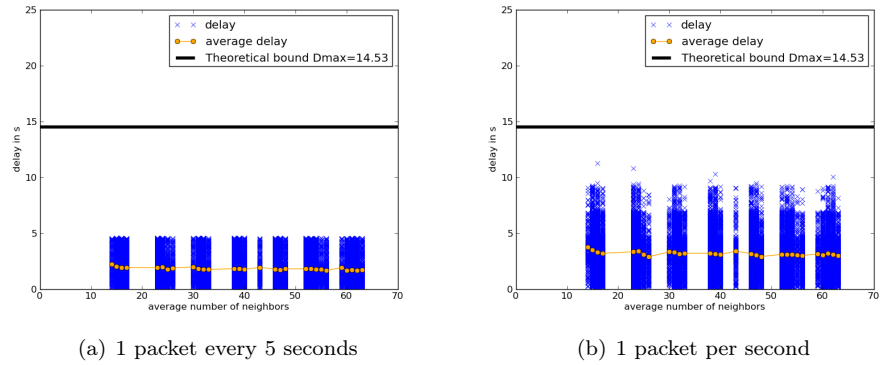 25
20
15
10
5
0
delay in s
0 10 20 30 40 50 60 70
average number of neighbors
delay
average delay
Theoretical bound Dmax=14.53
(a) 1 packet every 5 seconds
25
20
15
10
5
0
delay in s
0 10 20 30 40 50 60 70
average number of neighbors
delay
average delay
Theoretical bound Dmax=14.53
(b) 1 packet per second